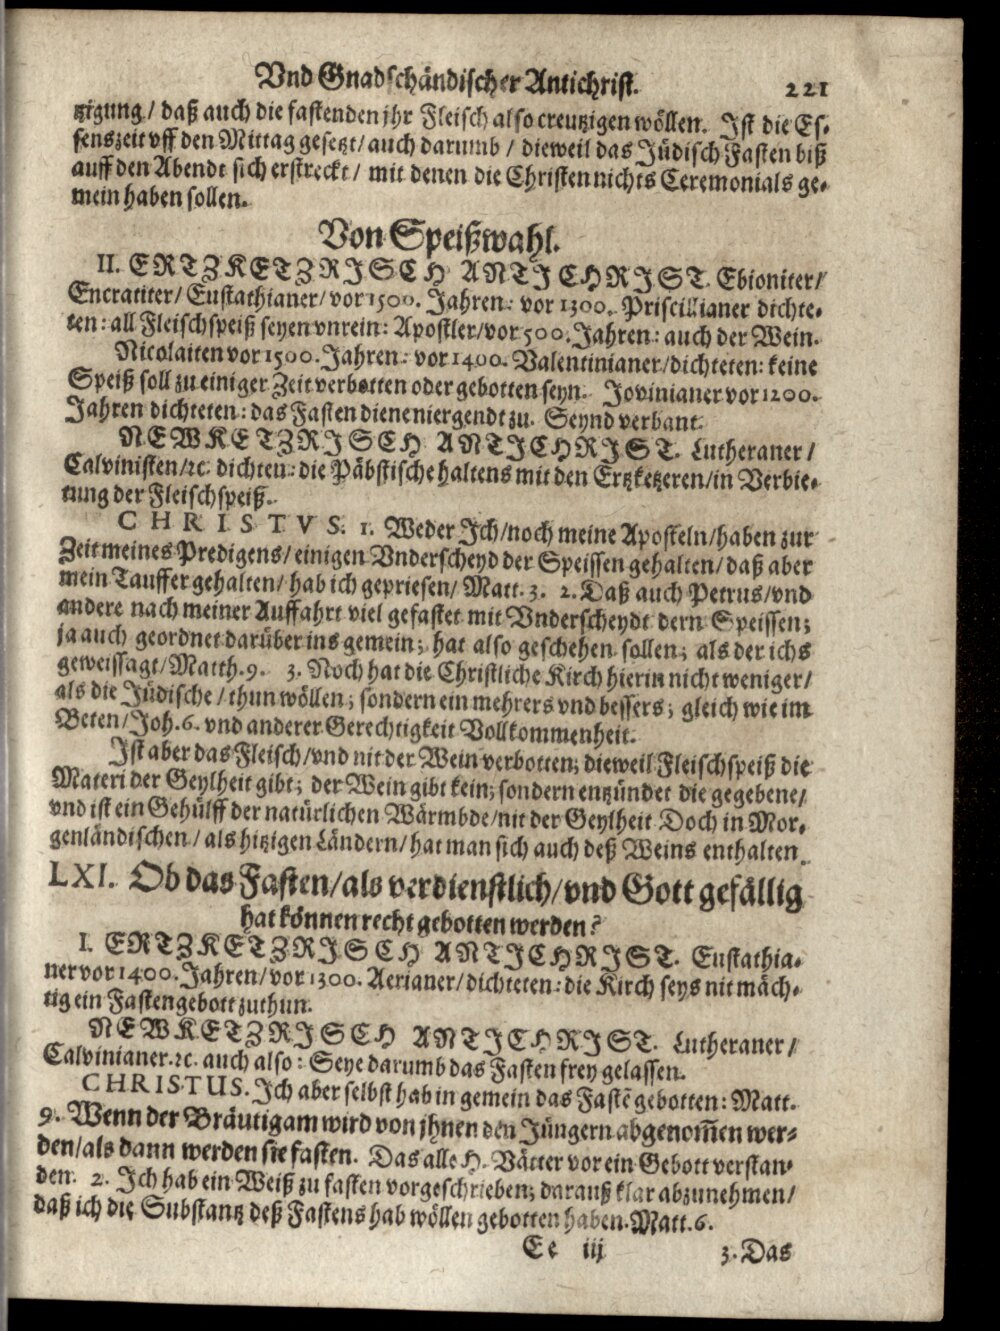 Vnd Gnadschändischer Antichrist. 221
tzigung / daß auch die fastenden jhr Fleisch also creutzigen wöllen. Ist die Es-
senszeit vff den Mittag gesetzt / auch darumb / dieweil das Jüdisch Fasten biß
auff den Abendt sich erstreckt / mit denen die Christen nichts Ceremonials ge-
mein haben sollen.
Von Speißwahl.
II. ERTZKETZRISCH ANTICHRIST. Ebioniter/
Encratiter/ Eustathianer/ vor 1500. Jahren: vor 1300. Priscillianer dichte-
ten: all Fleischspeiß seyen vnrein: Apostler/ vor 500. Jahren: auch der Wein.
Nicolaiten vor 1500. Jahren: vor 1400. Valentinianer/ dichteten: keine
Speiß soll zu einiger Zeit verbotten oder gebotten seyn. Jovinianer vor 1200.
Jahren dichteten: das Fasten diene niergendt zu. Seynd verbant.
NEWKETZRISCH ANTICHRIST. Lutheraner /
Calvinisten/ ꝛc. dichten: die Päbstische haltens mit den Ertzketzeren/ in Verbie-
tung der Fleischspeiß.
CHRISTVS. 1. Weder Ich/ noch meine Aposteln/ haben zur
Zeit meines Predigens/ einigen Vnderscheyd der Speissen gehalten/ daß aber
mein Tauffer gehalten/ hab ich gepriesen/ Matt. 3. 2. Daß auch Petrus/ vnd
andere nach meiner Auffahrt viel gefastet mit Vnderscheydt dern Speissen;
ja auch geordnet darüber ins gemein; hat also geschehen sollen; als der ichs
geweissagt/ Matth. 9. 3. Noch hat die Christliche Kirch hierin nicht weniger/
als die Jüdische / thun wöllen; sondern ein mehrers vnd bessers; gleich wie im
Beten/ Joh. 6. vnd anderer Gerechtigkeit Vollkommenheit.
Ist aber das Fleisch/ vnd nit der Wein verbotten; dieweil Fleischspeiß die
Materi der Geylheit gibt; der Wein gibt kein; sondern entzündet die gegebene/
vnd ist ein Gehülff der natürlichen Wärmbde/ nit der Geylheit Doch in Mor-
genländischen / als hitzigen Ländern/ hat man sich auch deß Weins enthalten.
LXI. Ob das Fasten/ als verdienstlich/ vnd Gott gefällig
hat können recht gebotten werden?
I. ERTZKETZRISCH ANTICHRIST. Eustathia-
ner vor 1400. Jahren/ vor 1300. Aerianer/ dichteten: die Kirch seys nit mäch-
tig ein Fastengebott zuthun.
NEWKETZRISCH ANTICHRIST. Lutheraner /
Calvinianer. ꝛc. auch also: Seye darumb das Fasten frey gelassen.
CHRISTUS. Ich aber selbst hab in gemein das Fastē gebotten: Matt.
9. Wenn der Bräutigam wird von jhnen den Jüngern abgenom̄en wer-
den/ als dann werden sie fasten. Das alle H. Vätter vor ein Gebott verstan-
den. 2. Ich hab ein Weiß zu fasten vorgeschrieben; darauß klar abzunehmen/
daß ich die Substantz deß Fastens hab wöllen gebotten haben. Matt. 6.
Ee iij 3. Das